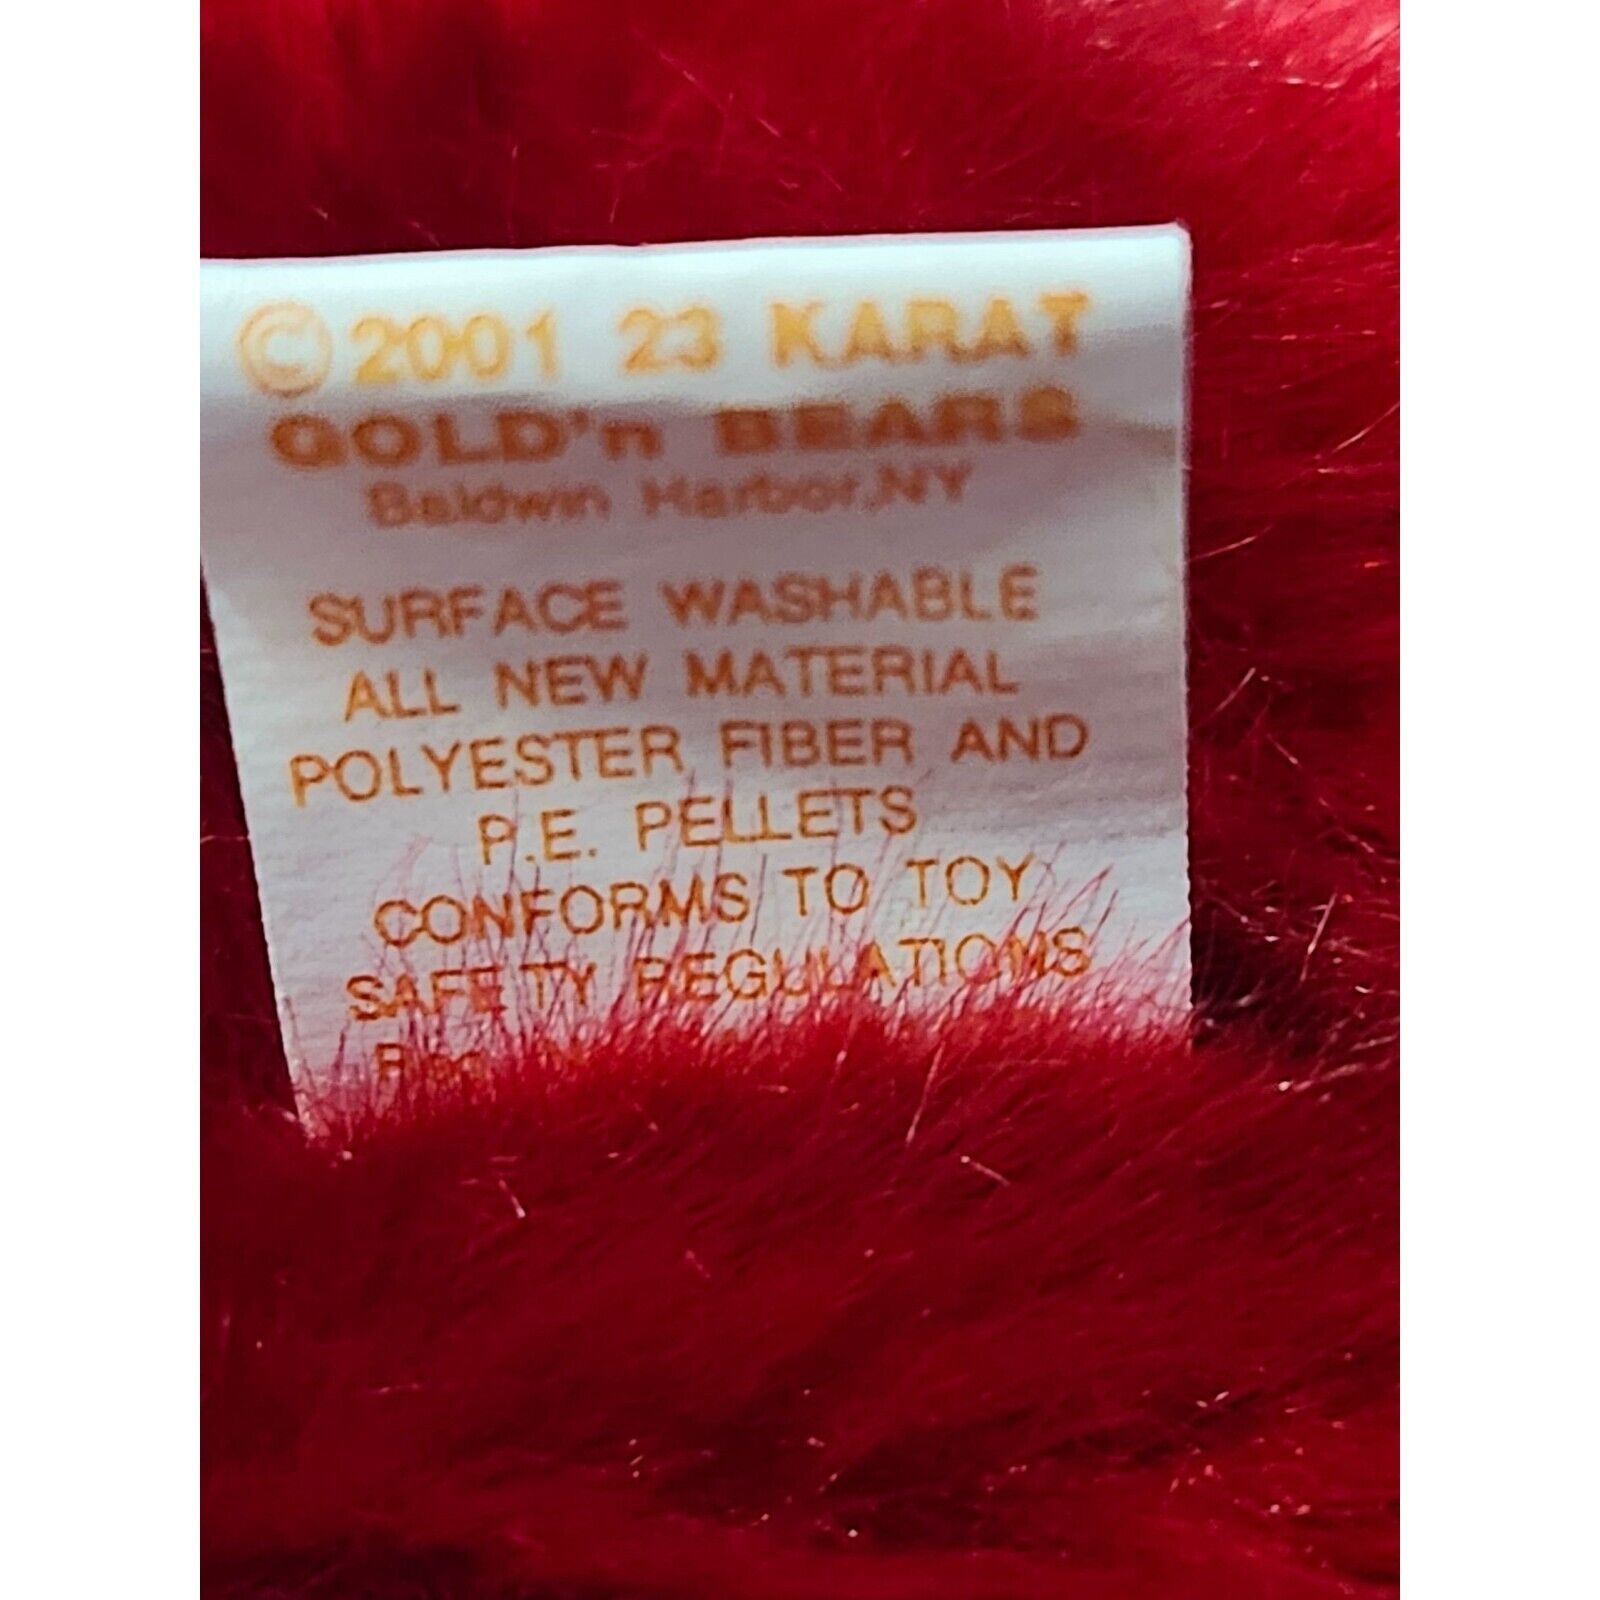 ©2001 23 KARAT
GOLD'n BEARS
Baldwin Harbor,NY
SURFACE WASHABLE
ALL NEW MATERIAL
POLYESTER FIBER AND
P.E. PELLETS
CONFORMS TO TOY
SAFETY REGULATIONS